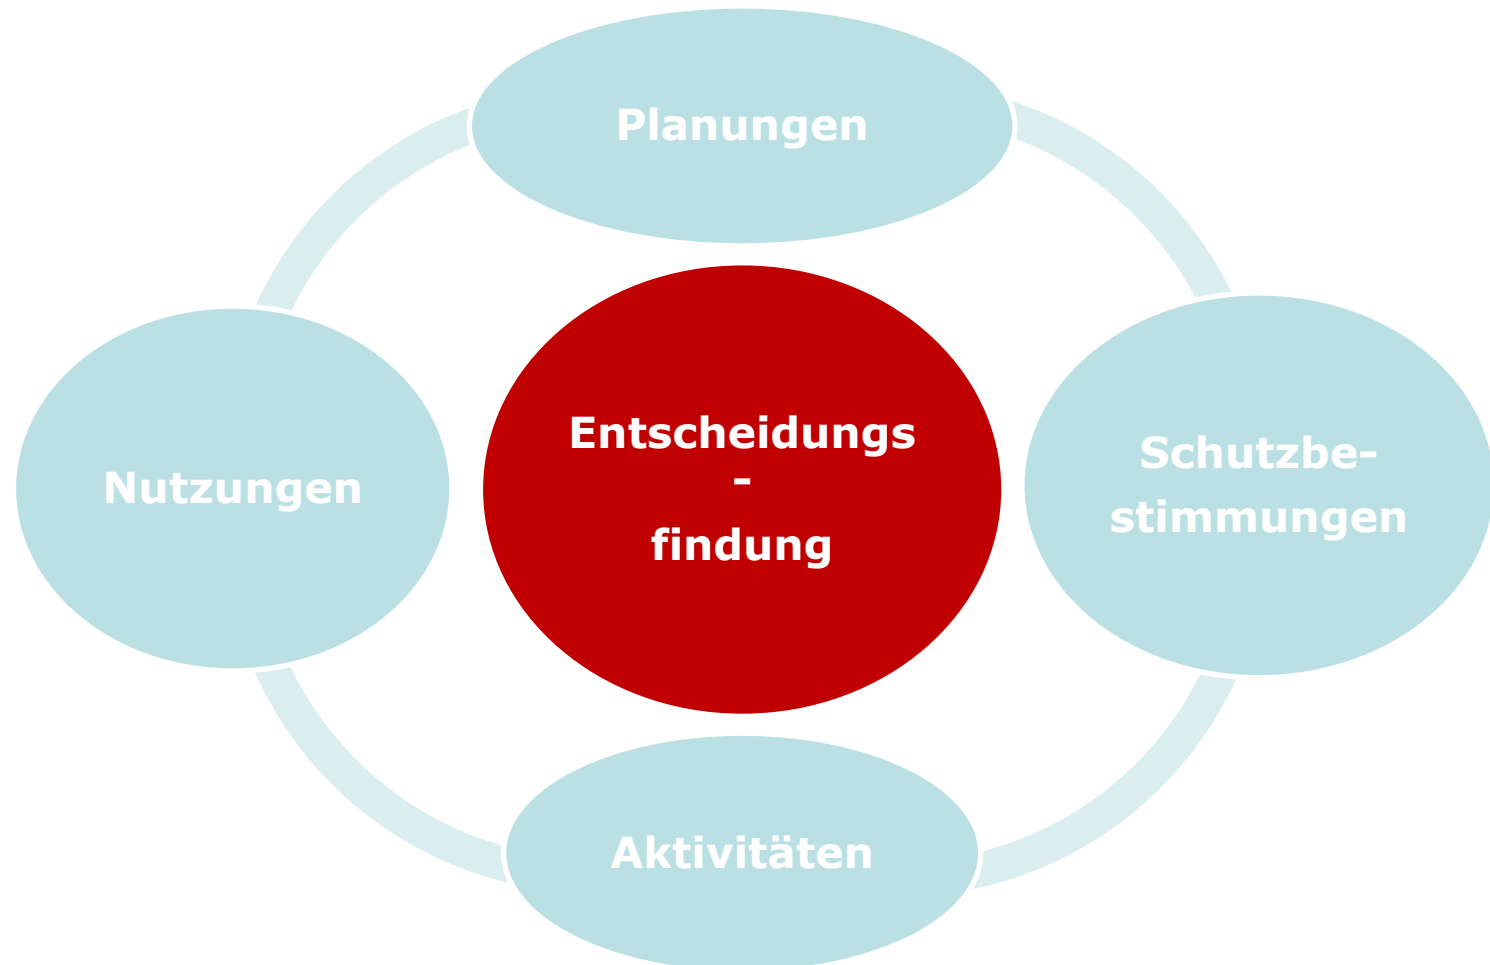 Planungen
Entscheidungs
-
findung
Nutzungen
Schutzbe-
stimmungen
Aktivitäten